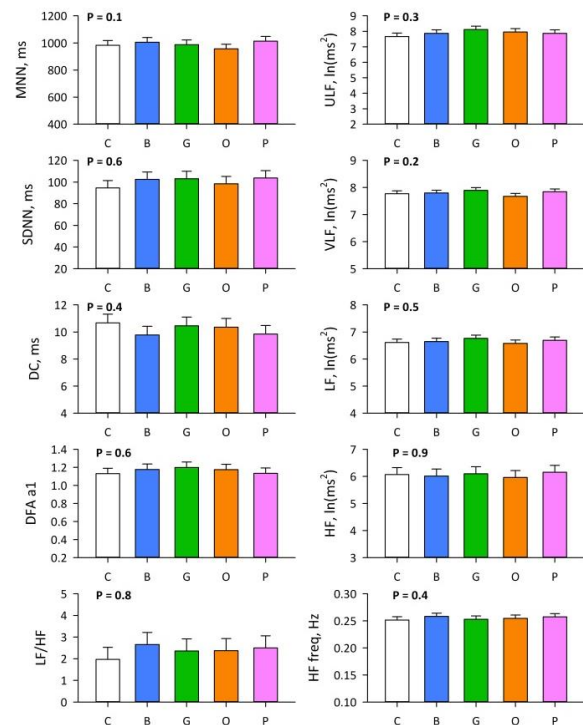 P = 0.1
MNN, ms
1200
1000
800
600
400
C B G O P
P = 0.3
ULF, ln(ms²)
9
8
7
6
5
4
3
2
C B G O P
P = 0.6
SDNN, ms
120
100
80
60
40
20
C B G O P
P = 0.2
VLF, ln(ms²)
9
8
7
6
5
C B G O P
P = 0.4
DC, ms
12
10
8
6
4
C B G O P
P = 0.5
LF, ln(ms²)
8
7
6
5
4
C B G O P
P = 0.6
DFA a1
1.4
1.2
1.0
0.8
0.6
0.4
0.2
C B G O P
P = 0.9
HF, ln(ms²)
7
6
5
4
3
C B G O P
P = 0.8
LF/HF
5
4
3
2
1
0
C B G O P
P = 0.4
HF freq, Hz
0.30
0.25
0.20
0.15
0.10
C B G O P